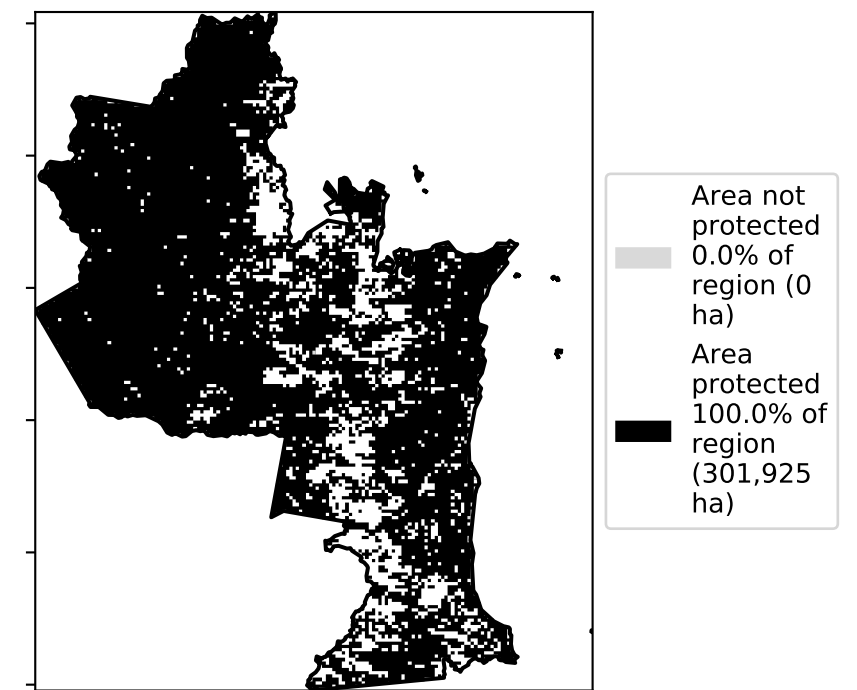 Area not
protected
0.0% of
region (0
ha)
Area
protected
100.0% of
region
(301,925
ha)